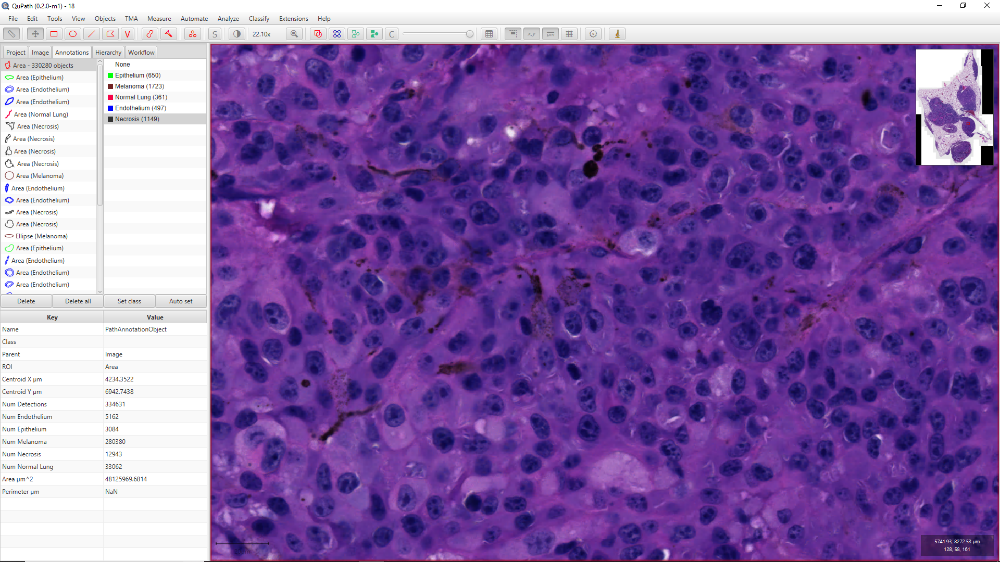 QuPath (0.2.0-m1) - 18
File Edit Tools View Objects TMA Measure Automate Analyze Classify Extensions Help
V S 22.10x C x,y µm
Project Image Annotations Hierarchy Workflow
Area - 330280 objects
Area (Epithelium)
Area (Endothelium)
Area (Endothelium)
Area (Normal Lung)
Area (Necrosis)
Area (Necrosis)
Area (Necrosis)
Area (Necrosis)
Area (Melanoma)
Area (Endothelium)
Area (Endothelium)
Area (Necrosis)
Area (Necrosis)
Ellipse (Melanoma)
Area (Epithelium)
Area (Endothelium)
Area (Endothelium)
Area (Endothelium)
None
Epithelium (650)
Melanoma (1723)
Normal Lung (361)
Endothelium (497)
Necrosis (1149)
Delete Delete all Set class Auto set
Key Value
Name PathAnnotationObject
Class
Parent Image
ROI Area
Centroid X µm 4234.3522
Centroid Y µm 6942.7438
Num Detections 334631
Num Endothelium 5162
Num Epithelium 3084
Num Melanoma 280380
Num Necrosis 12943
Num Normal Lung 33062
Area µm^2 48125969.6814
Perimeter µm NaN
5741.93, 8272.53 µm
128, 58, 161